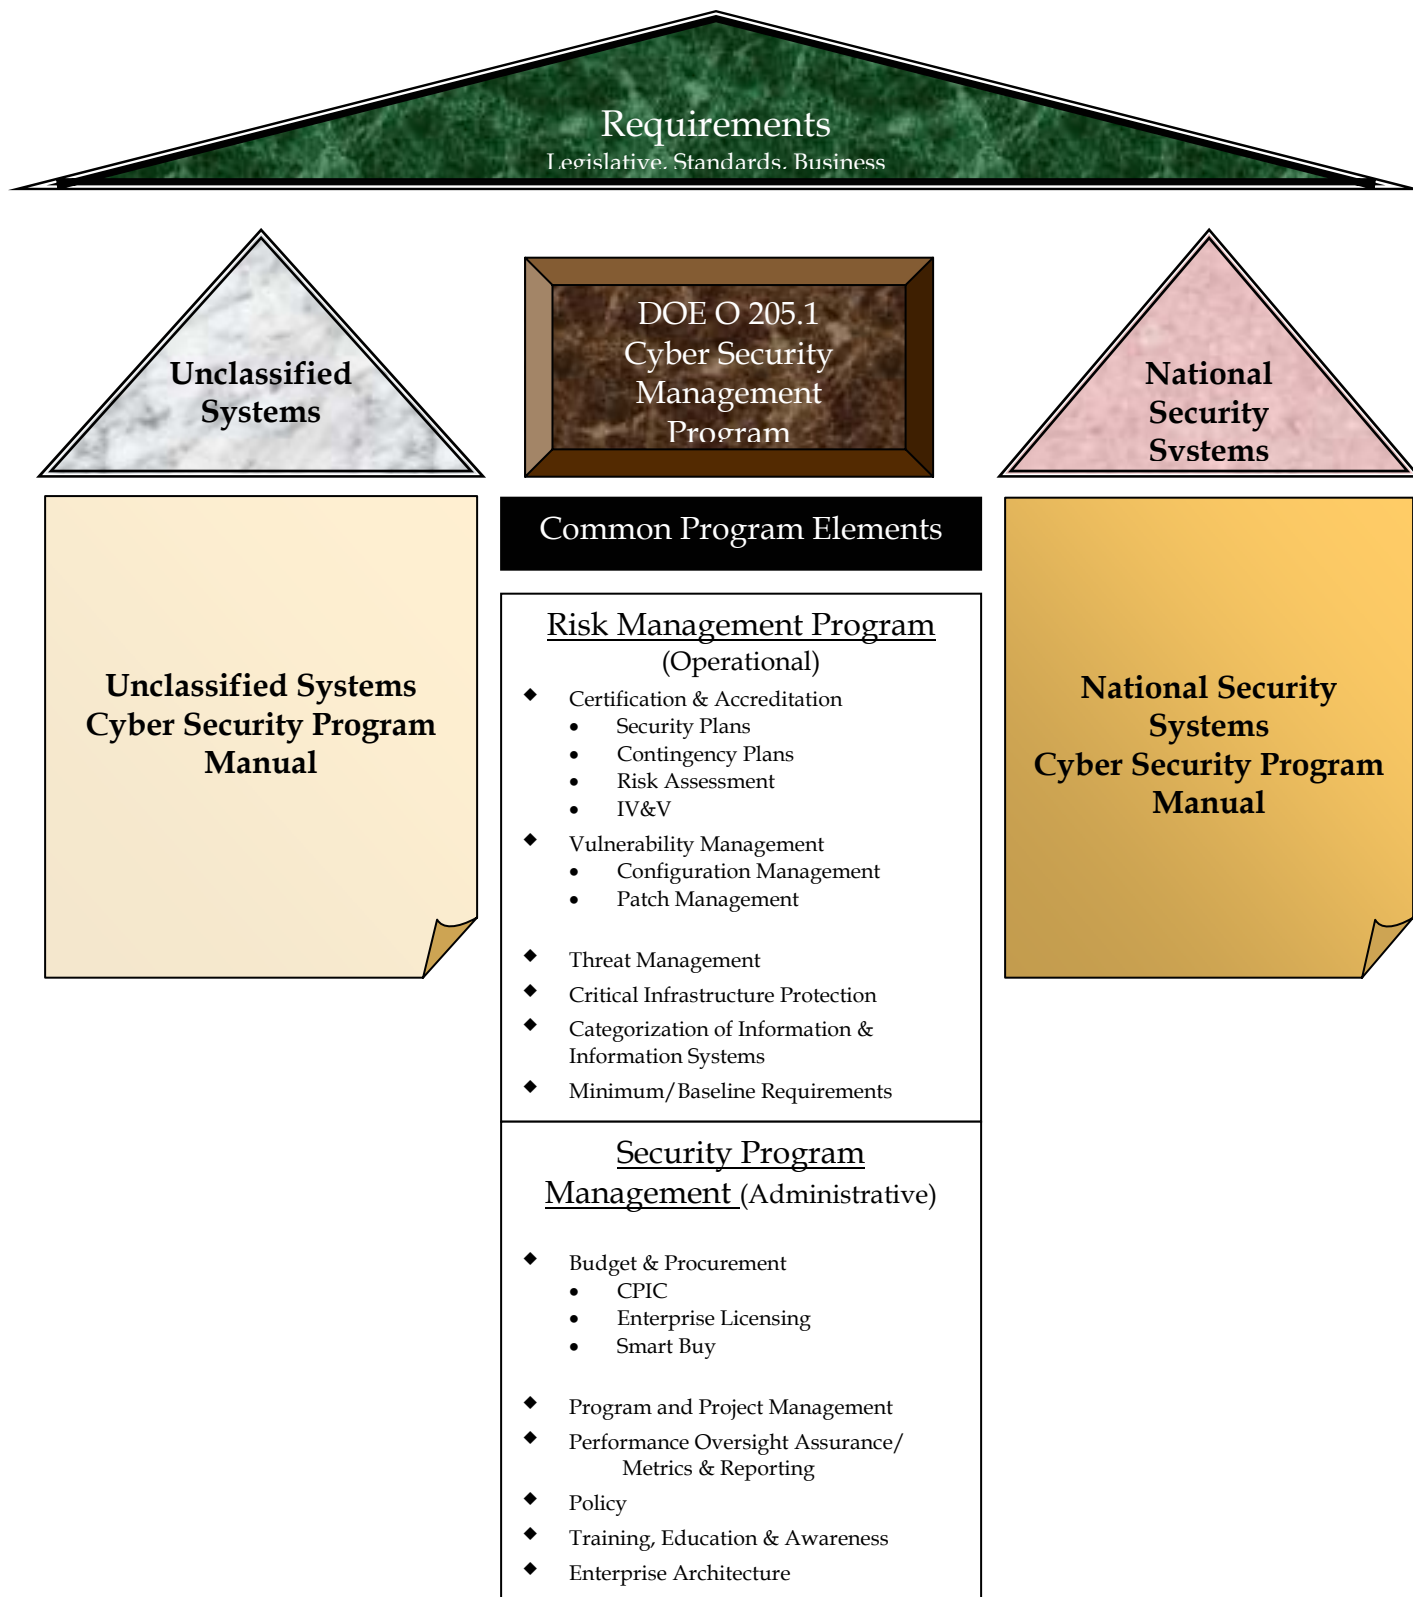 Requirements
Legislative, Standards, Business
Unclassified
Systems
DOE O 205.1
Cyber Security
Management
Program
National
Security
Systems
Unclassified Systems
Cyber Security Program
Manual
Common Program Elements
Risk Management Program
(Operational)
◆ Certification & Accreditation
• Security Plans
• Contingency Plans
• Risk Assessment
• IV&V
◆ Vulnerability Management
• Configuration Management
• Patch Management
◆ Threat Management
◆ Critical Infrastructure Protection
◆ Categorization of Information &
Information Systems
◆ Minimum/Baseline Requirements
Security Program
Management (Administrative)
◆ Budget & Procurement
• CPIC
• Enterprise Licensing
• Smart Buy
◆ Program and Project Management
◆ Performance Oversight Assurance/
Metrics & Reporting
◆ Policy
◆ Training, Education & Awareness
◆ Enterprise Architecture
National Security
Systems
Cyber Security Program
Manual